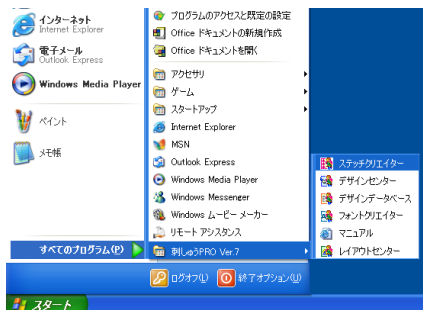 インターネット
Internet Explorer
電子メール
Outlook Express
Windows Media Player
ペイント
メモ帳
すべてのプログラム(P)
プログラムのアクセスと既定の設定
Office ドキュメントの新規作成
Office ドキュメントを開く
アクセサリ
ゲーム
スタートアップ
Internet Explorer
MSN
Outlook Express
Windows Media Player
Windows Messenger
Windows ムービー メーカー
リモート アシスタンス
刺しゅうPRO Ver.7
ステッチクリエイター
デザインセンター
デザインデータベース
フォントクリエイター
マニュアル
レイアウトセンター
ログオフ(L)
終了オプション(U)
スタート